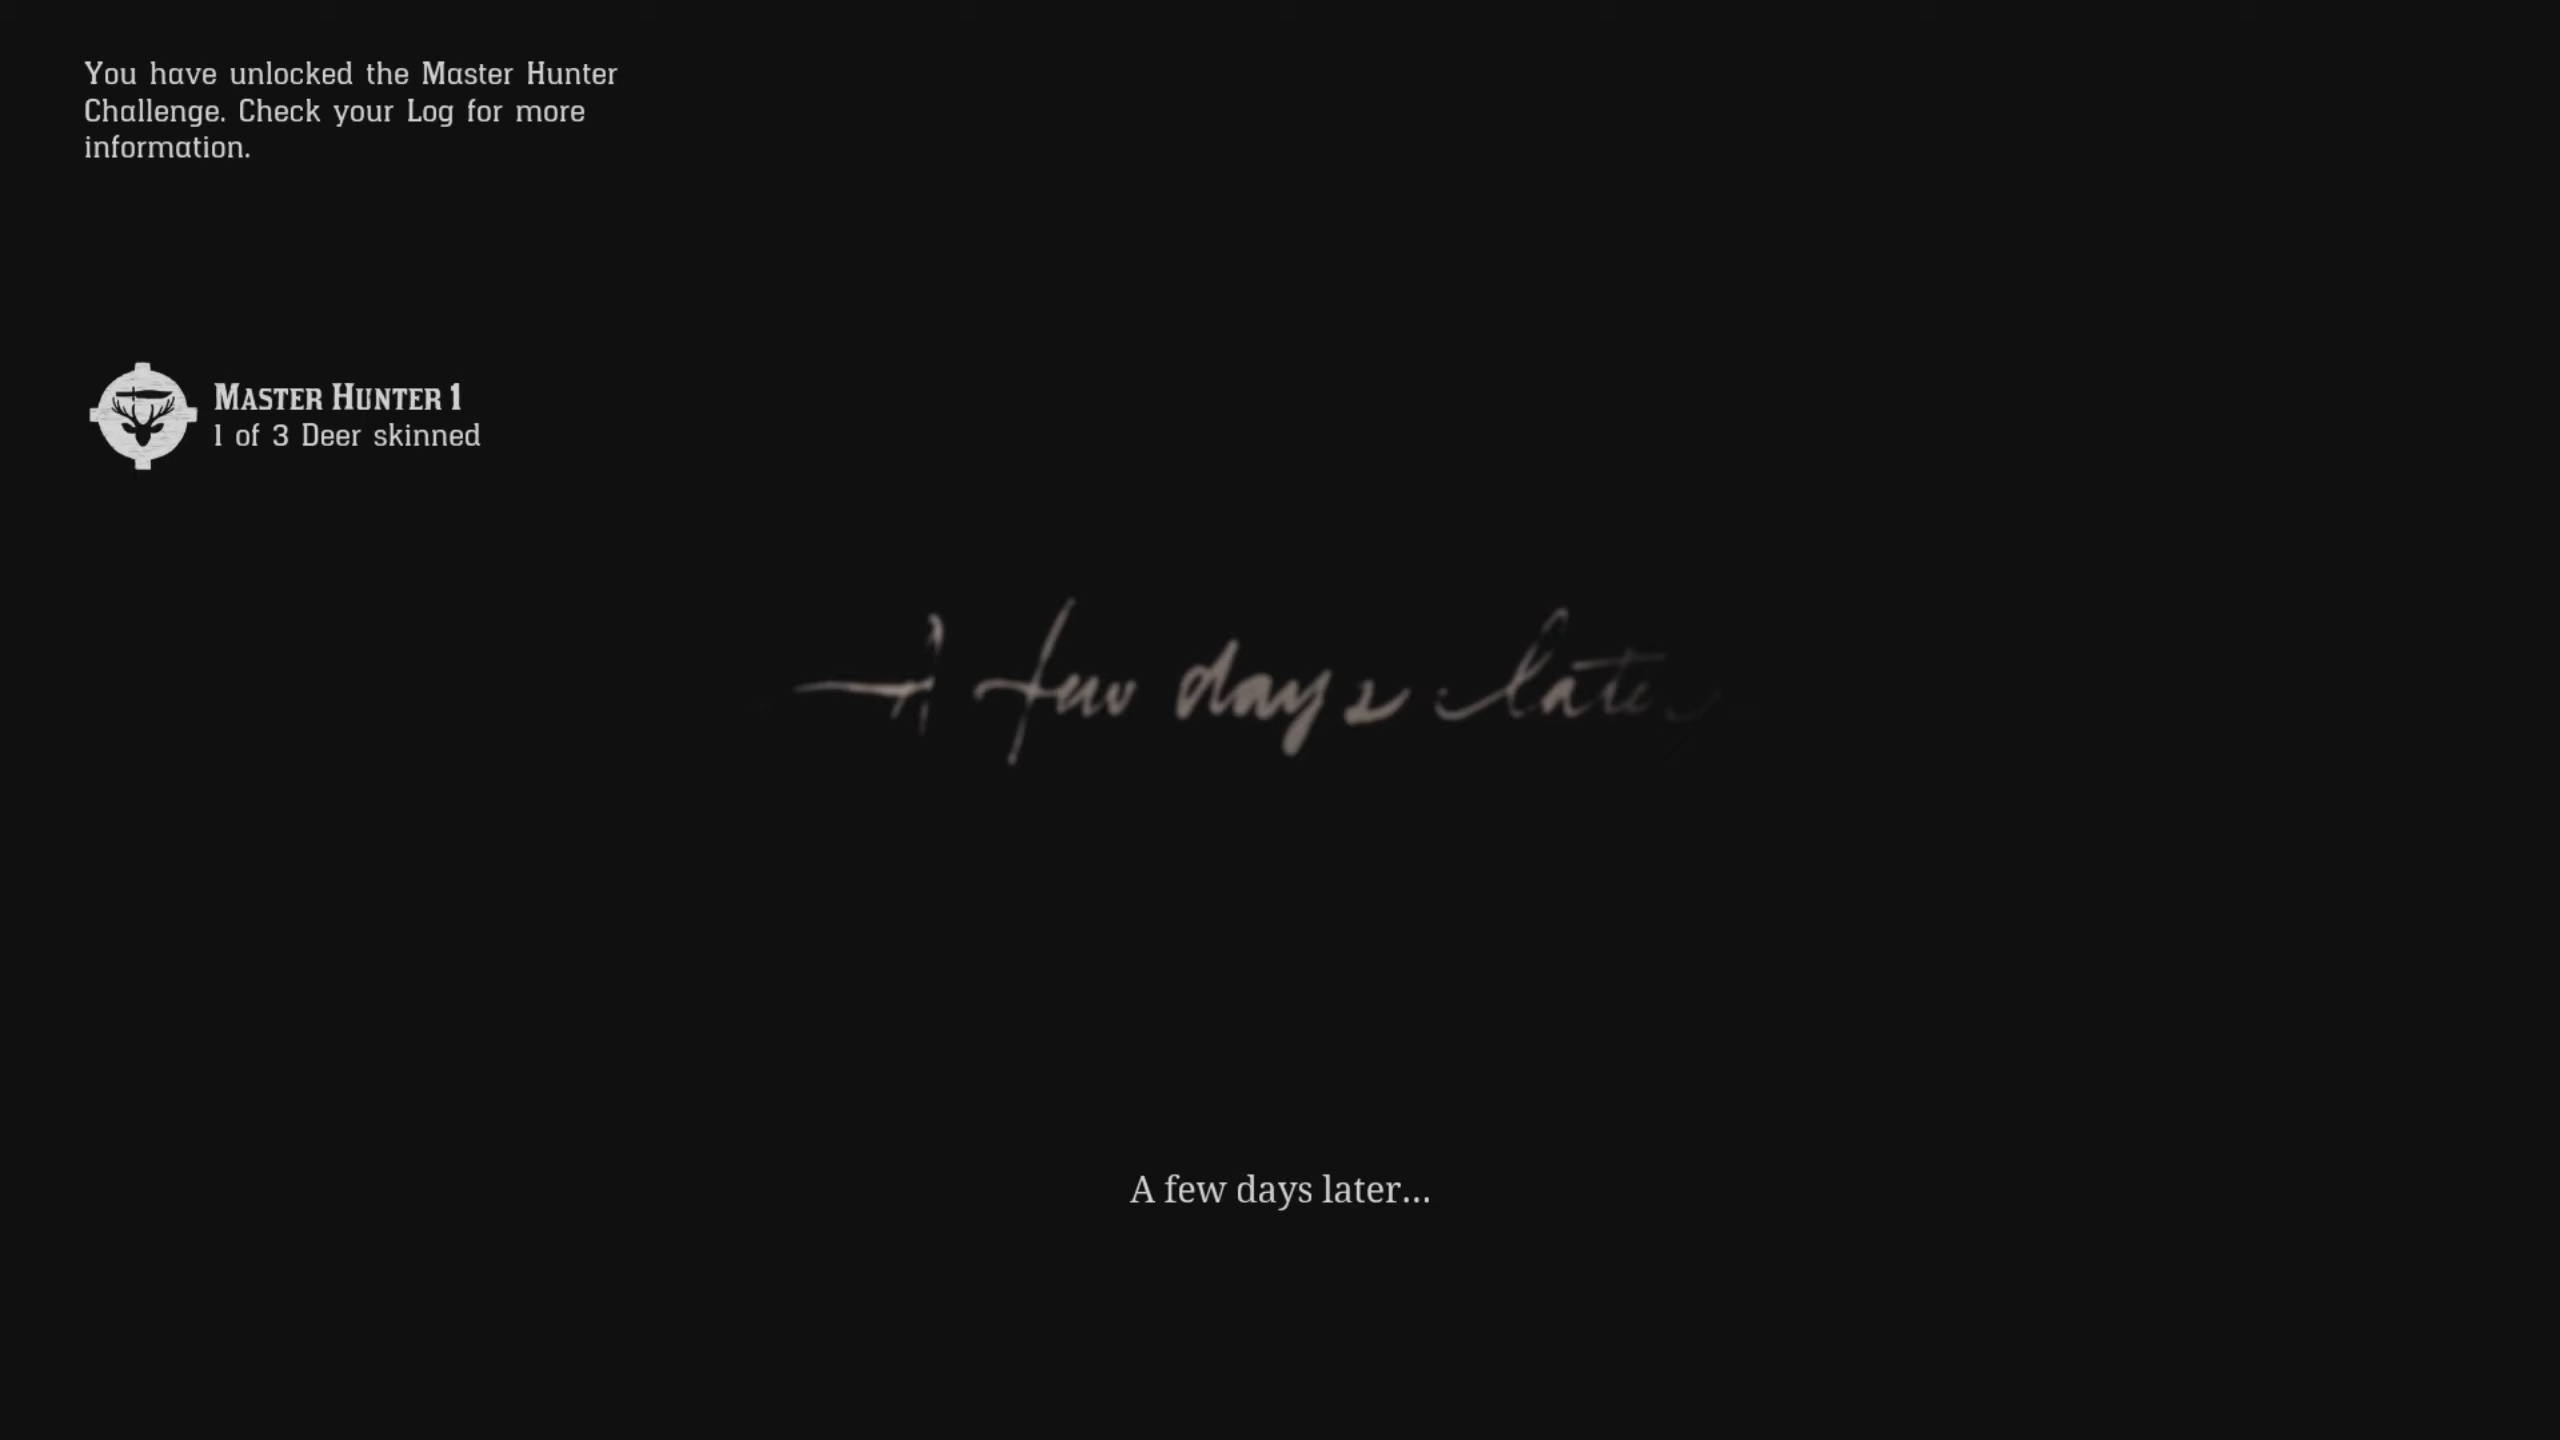 You have unlocked the Master Hunter
Challenge. Check your Log for more
information.
MASTER HUNTER 1
1 of 3 Deer skinned
A few days later
A few days later...